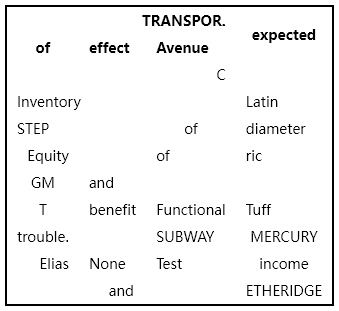 of effect TRANSPOR. Avenue expected
C
Inventory Latin
STEP of diameter
Equity of ric
GM and
T benefit Functional Tuff
trouble. SUBWAY MERCURY
Elias None Test income
and ETHERIDGE